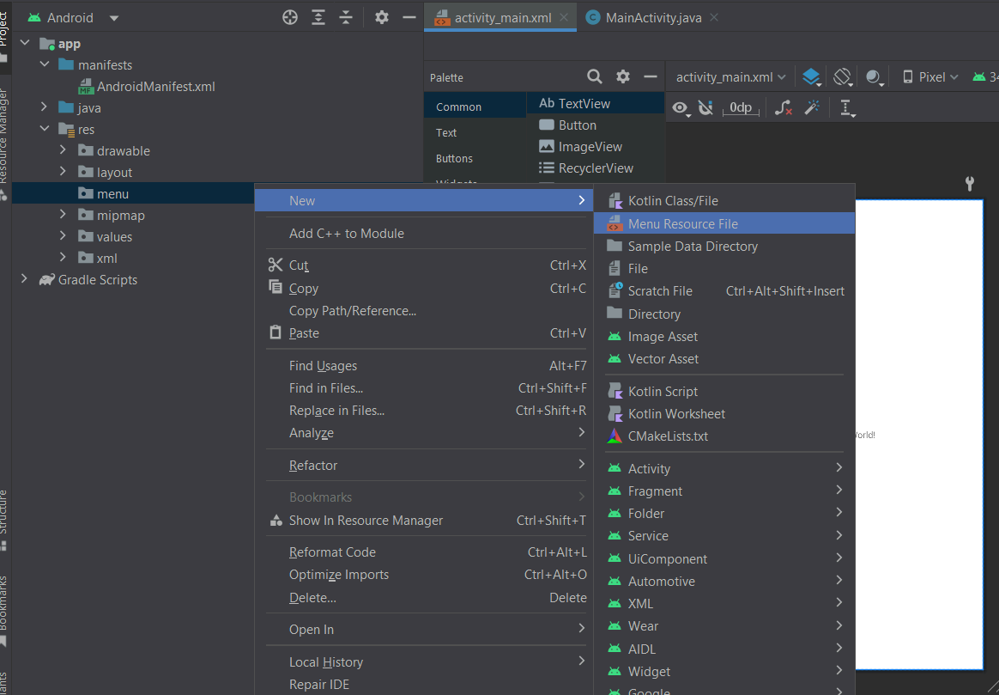 Android
activity_main.xml
MainActivity.java
Project
app
manifests
AndroidManifest.xml
java
res
drawable
layout
menu
mipmap
values
xml
Gradle Scripts
Resource Manager
Structure
Bookmarks
Palette
Common
Text
Buttons
Widgets
Ab TextView
Button
ImageView
RecyclerView
activity_main.xml
Pixel
34
0dp
New
Add C++ to Module
Cut Ctrl+X
Copy Ctrl+C
Copy Path/Reference...
Paste Ctrl+V
Find Usages Alt+F7
Find in Files... Ctrl+Shift+F
Replace in Files... Ctrl+Shift+R
Analyze
Refactor
Bookmarks
Show In Resource Manager Ctrl+Shift+T
Reformat Code Ctrl+Alt+L
Optimize Imports Ctrl+Alt+O
Delete... Delete
Open In
Local History
Repair IDE
Kotlin Class/File
Menu Resource File
Sample Data Directory
File
Scratch File Ctrl+Alt+Shift+Insert
Directory
Image Asset
Vector Asset
Kotlin Script
Kotlin Worksheet
CMakeLists.txt
Activity
Fragment
Folder
Service
UiComponent
Automotive
XML
Wear
AIDL
Widget
Google
World!